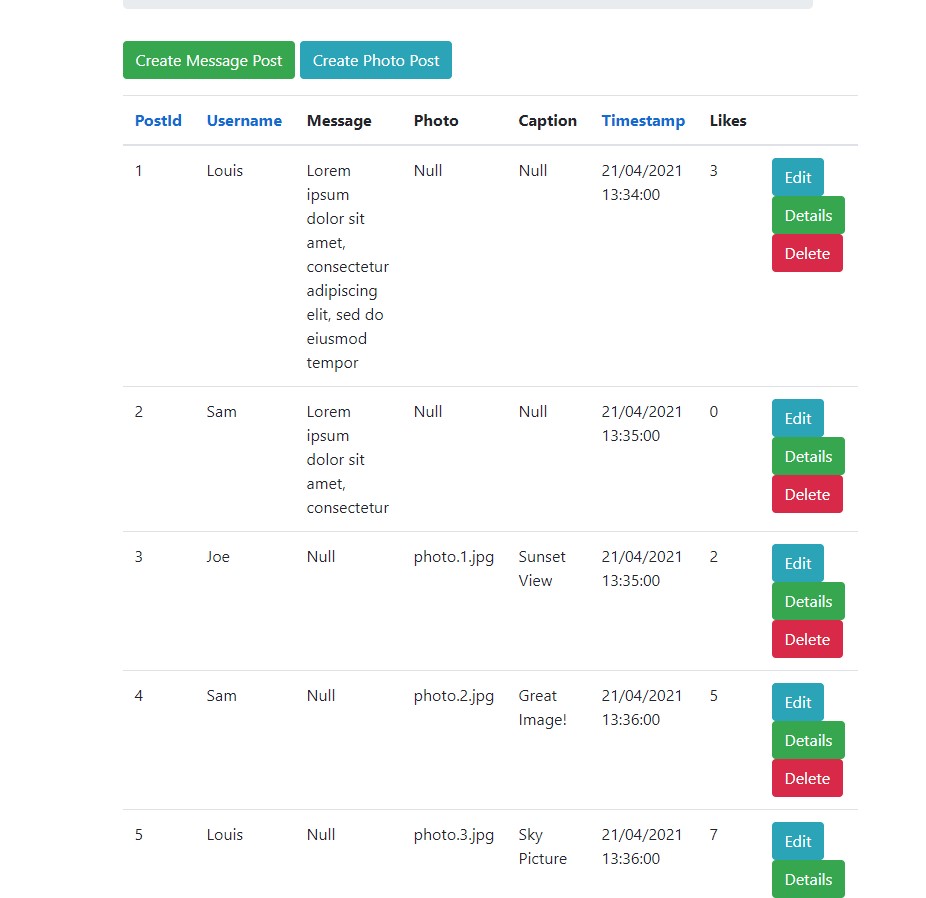 Create Message Post Create Photo Post
PostId Username Message Photo Caption Timestamp Likes
1 Louis Lorem Null Null 21/04/2021 3 Edit
ipsum 13:34:00
dolor sit Details
amet,
consectetur Delete
adipiscing
elit, sed do
eiusmod
tempor
2 Sam Lorem Null Null 21/04/2021 0 Edit
ipsum 13:35:00
dolor sit Details
amet,
consectetur Delete
3 Joe Null photo.1.jpg Sunset 21/04/2021 2 Edit
View 13:35:00
Details
Delete
4 Sam Null photo.2.jpg Great 21/04/2021 5 Edit
Image! 13:36:00
Details
Delete
5 Louis Null photo.3.jpg Sky 21/04/2021 7 Edit
Picture 13:36:00
Details